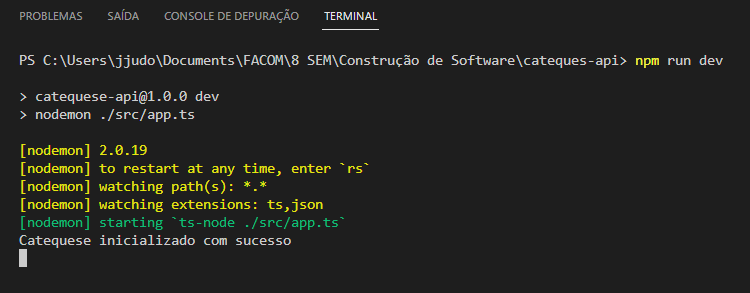 PROBLEMAS SAÍDA CONSOLE DE DEPURAÇÃO TERMINAL
PS C:\Users\jjudo\Documents\FACOM\8 SEM\Construção de Software\cateques-api> npm run dev
> catequese-api@1.0.0 dev
> nodemon ./src/app.ts
[nodemon] 2.0.19
[nodemon] to restart at any time, enter `rs`
[nodemon] watching path(s): *.*
[nodemon] watching extensions: ts,json
[nodemon] starting `ts-node ./src/app.ts`
Catequese inicializado com sucesso